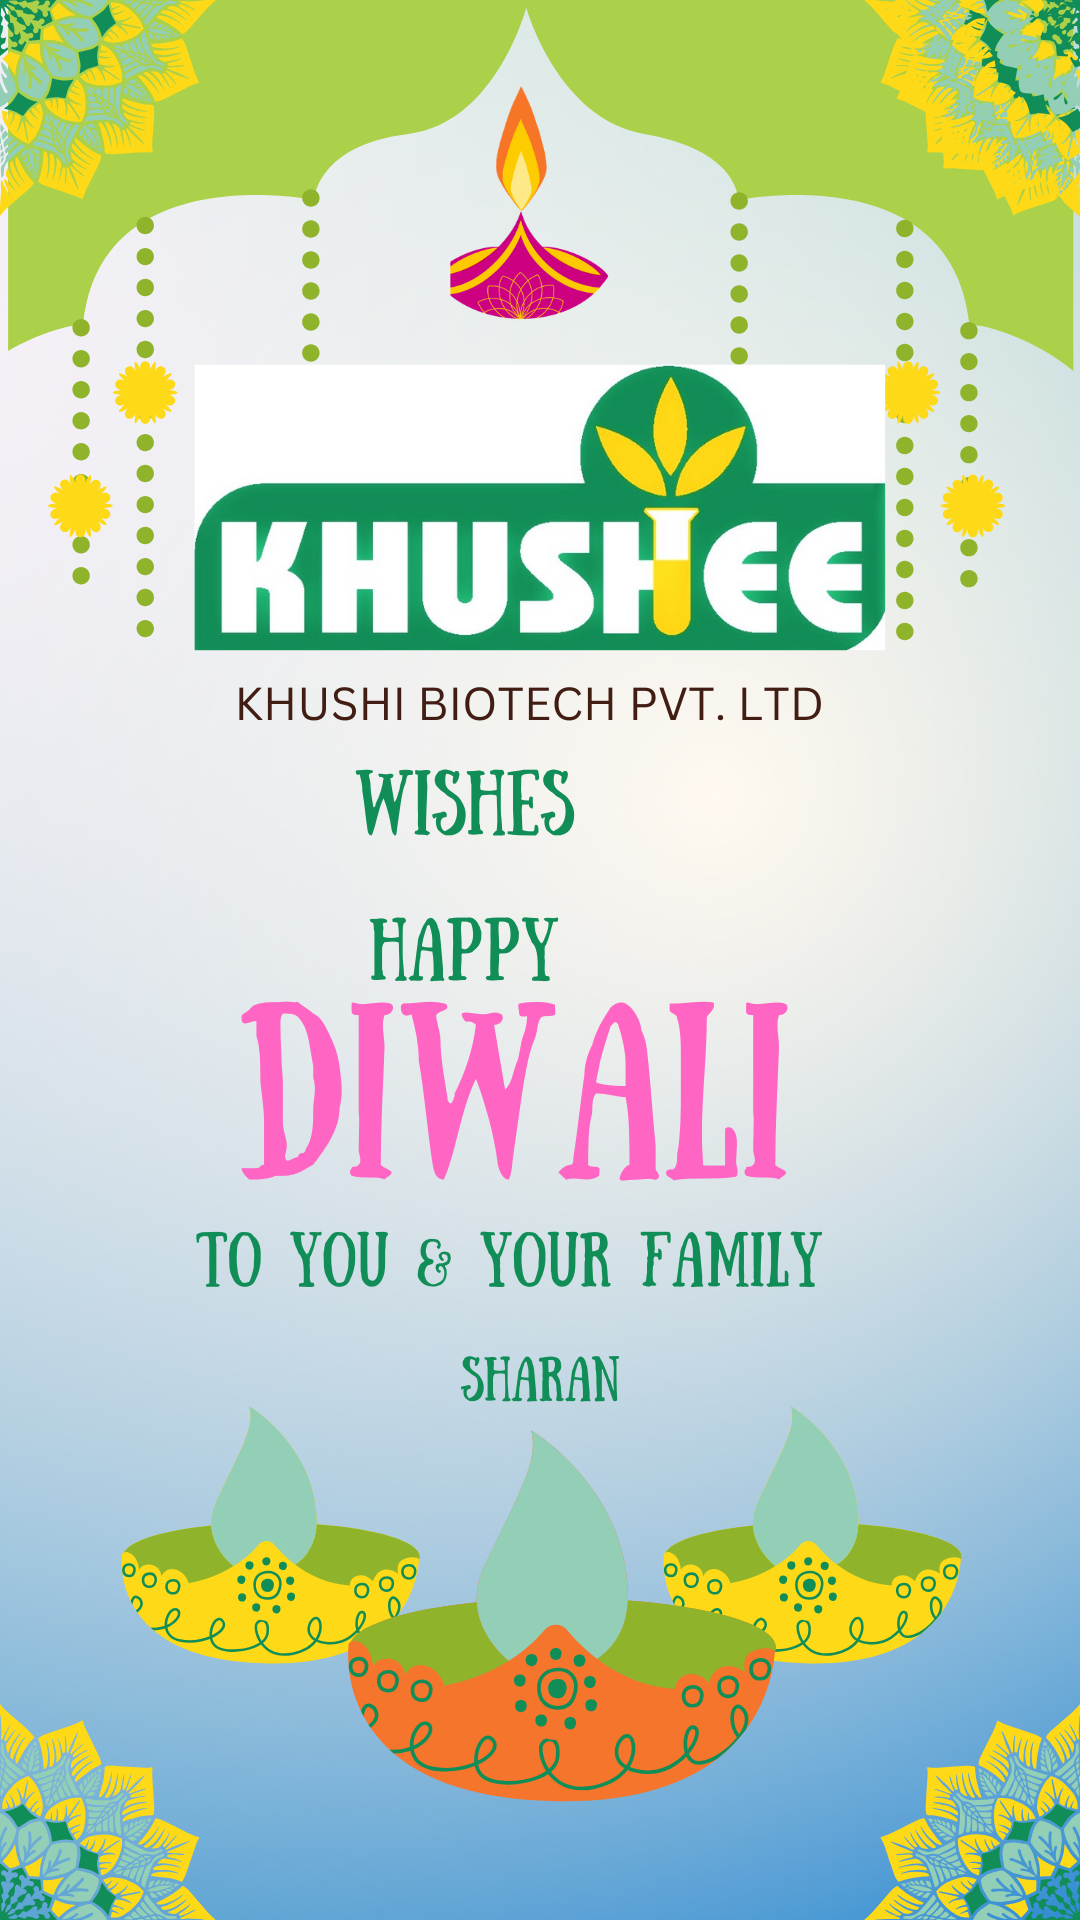 KHUSHEE
KHUSHI BIOTECH PVT. LTD
WISHES
HAPPY
DIWALI
TO YOU & YOUR FAMILY
SHARAN